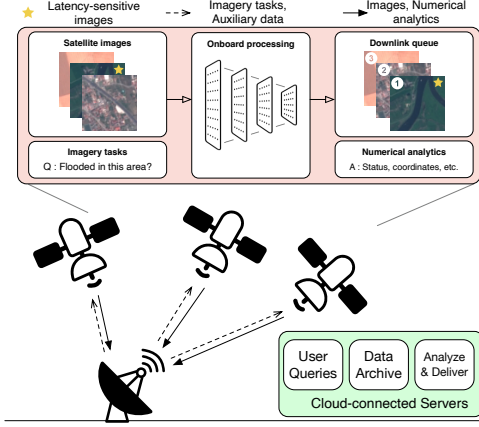 Latency-sensitive
images
Imagery tasks,
Auxiliary data
Images, Numerical
analytics
Satellite images
Onboard processing
Downlink queue
3
2
1
Imagery tasks
Q : Flooded in this area?
Numerical analytics
A : Status, coordinates, etc.
User
Queries
Data
Archive
Analyze
& Deliver
Cloud-connected Servers